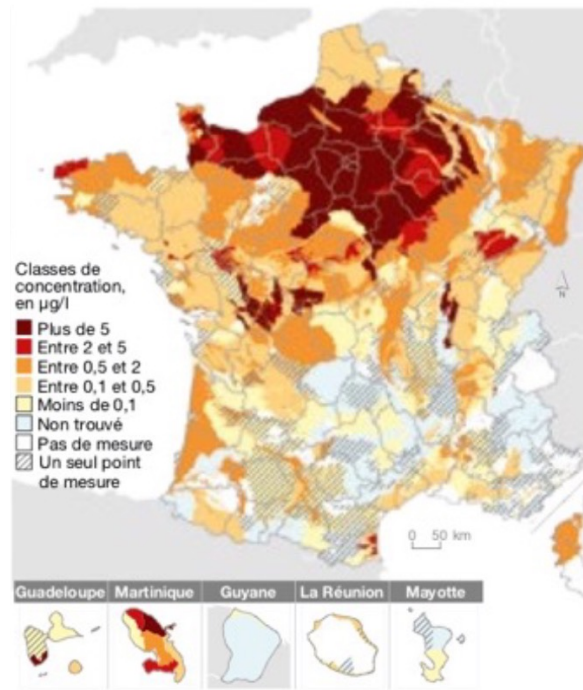 Classes de
concentration,
en µg/l
Plus de 5
Entre 2 et 5
Entre 0,5 et 2
Entre 0,1 et 0,5
Moins de 0,1
Non trouvé
Pas de mesure
Un seul point
de mesure
N
0 50 km
Guadeloupe Martinique Guyane La Réunion Mayotte